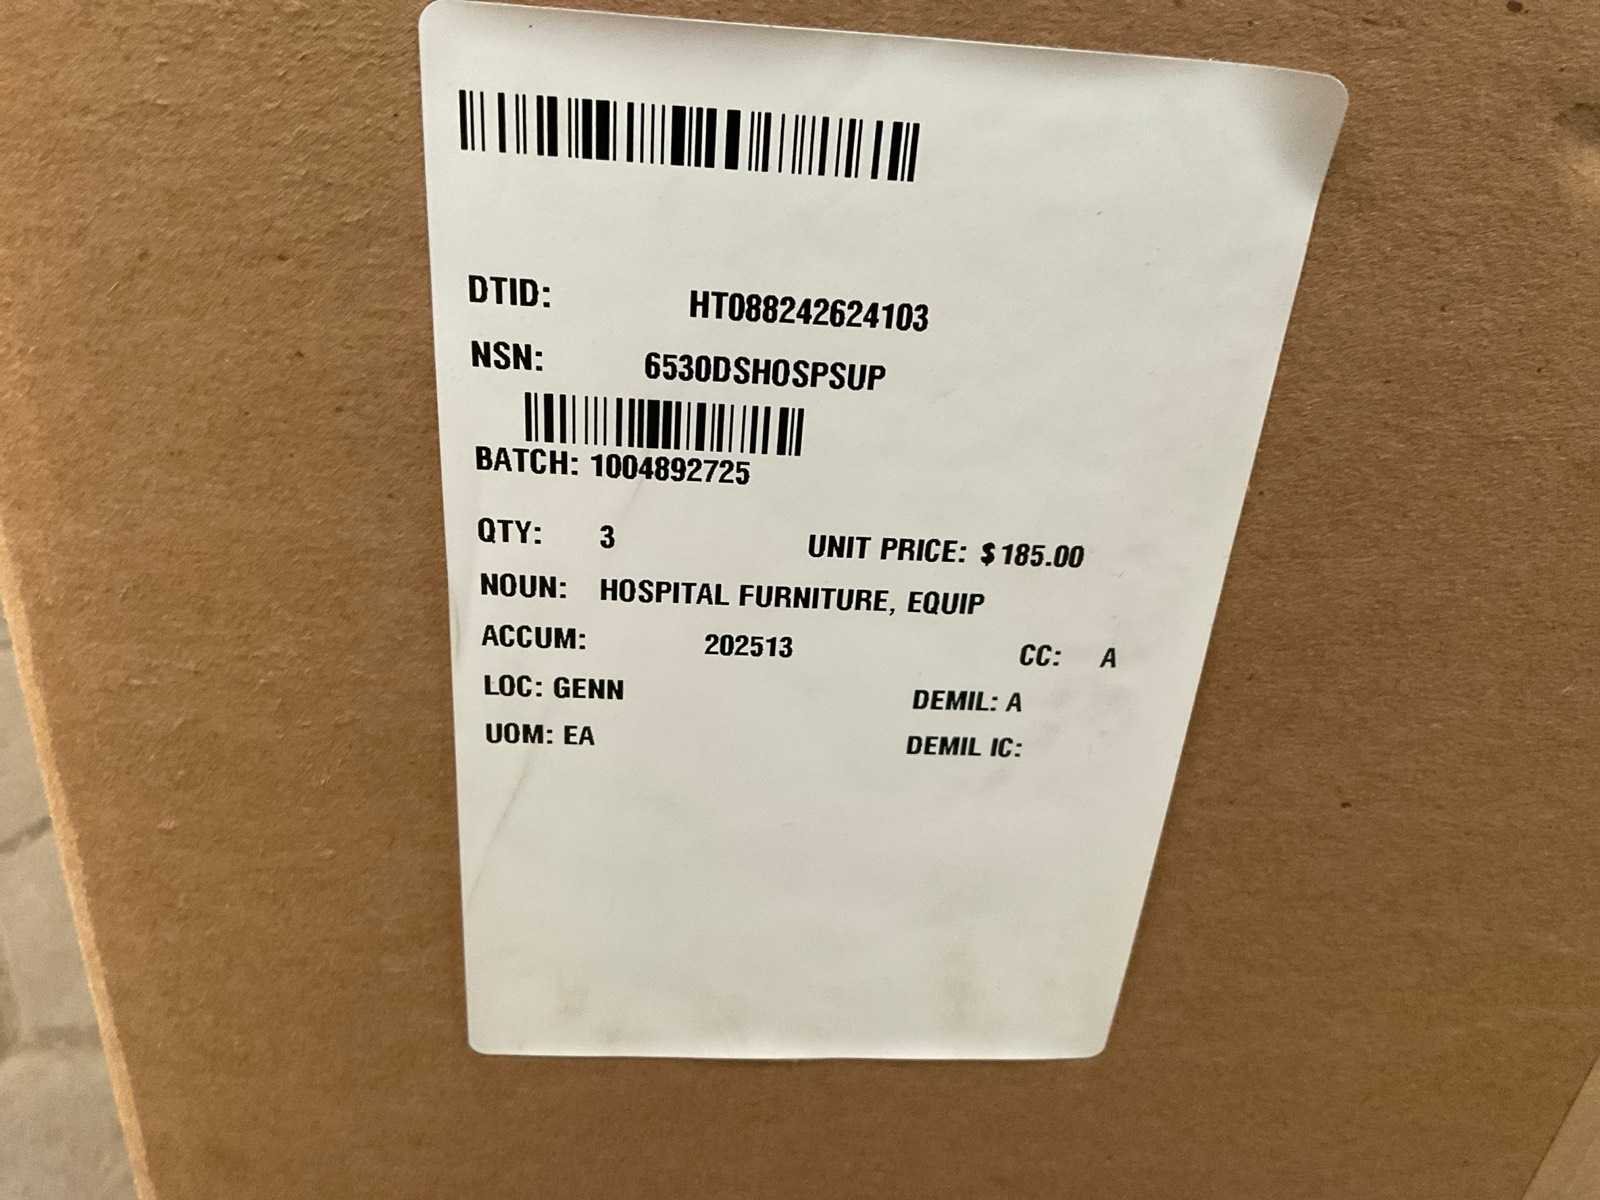 DTID: HT088242624103
NSN: 6530DSHOSPSUP
BATCH: 1004892725
QTY: 3 UNIT PRICE: $185.00
NOUN: HOSPITAL FURNITURE, EQUIP
ACCUM: 202513 CC: A
LOC: GENN DEMIL: A
UOM: EA DEMIL IC: